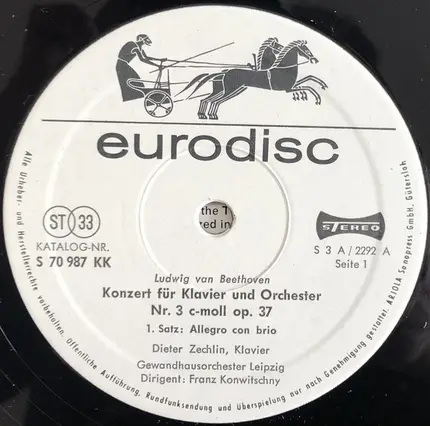 eurodisc
ST 33
KATALOG-NR.
S 70 987 KK
the T
ed in
STEREO
S 3 A / 2292 A
Seite 1
Ludwig van Beethoven
Konzert für Klavier und Orchester
Nr. 3 c-moll op. 37
1. Satz: Allegro con brio
Dieter Zechlin, Klavier
Gewandhausorchester Leipzig
Dirigent: Franz Konwitschny
Alle Urheber- und Herstellerrechte vorbehalten. Öffentliche Aufführung, Rundfunksendung und Überspielung nur nach Genehmigung gestattet. ARIOLA Sonopress GmbH. Gütersloh